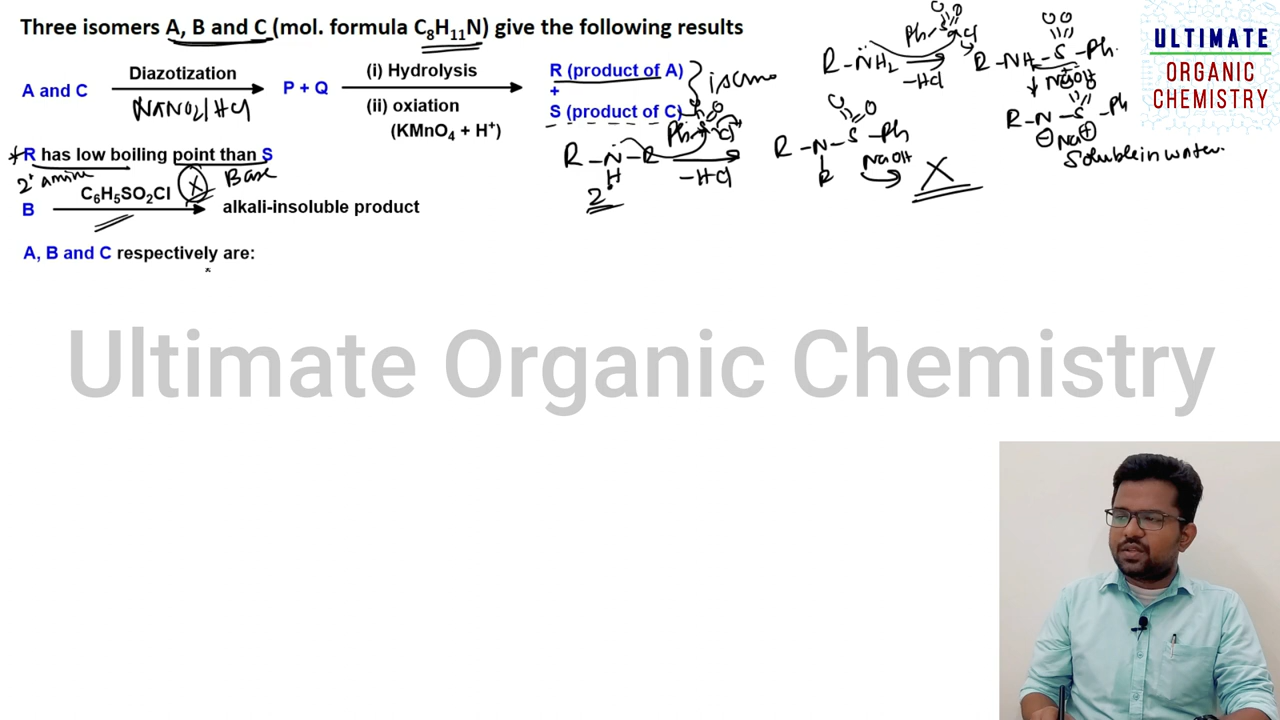 Three isomers A, B and C (mol. formula C₈H₁₁N) give the following results
A and C
Diazotization
NaNO₂/HCl
P + Q
(i) Hydrolysis
(ii) oxiation
(KMnO₄ + H⁺)
R (product of A)
+
S (product of C)
R has low boiling point than S
2° amine
B
C₆H₅SO₂Cl
X
Base
alkali-insoluble product
A, B and C respectively are:
R-N-R
H
2°
-HCl
R-N-S-Ph
R
NaOH
X
R-NH₂
-HCl
R-NH-S-Ph
NaOH
R-N-S-Ph
Na
Soluble in water.
ULTIMATE
ORGANIC
CHEMISTRY
Ultimate Organic Chemistry